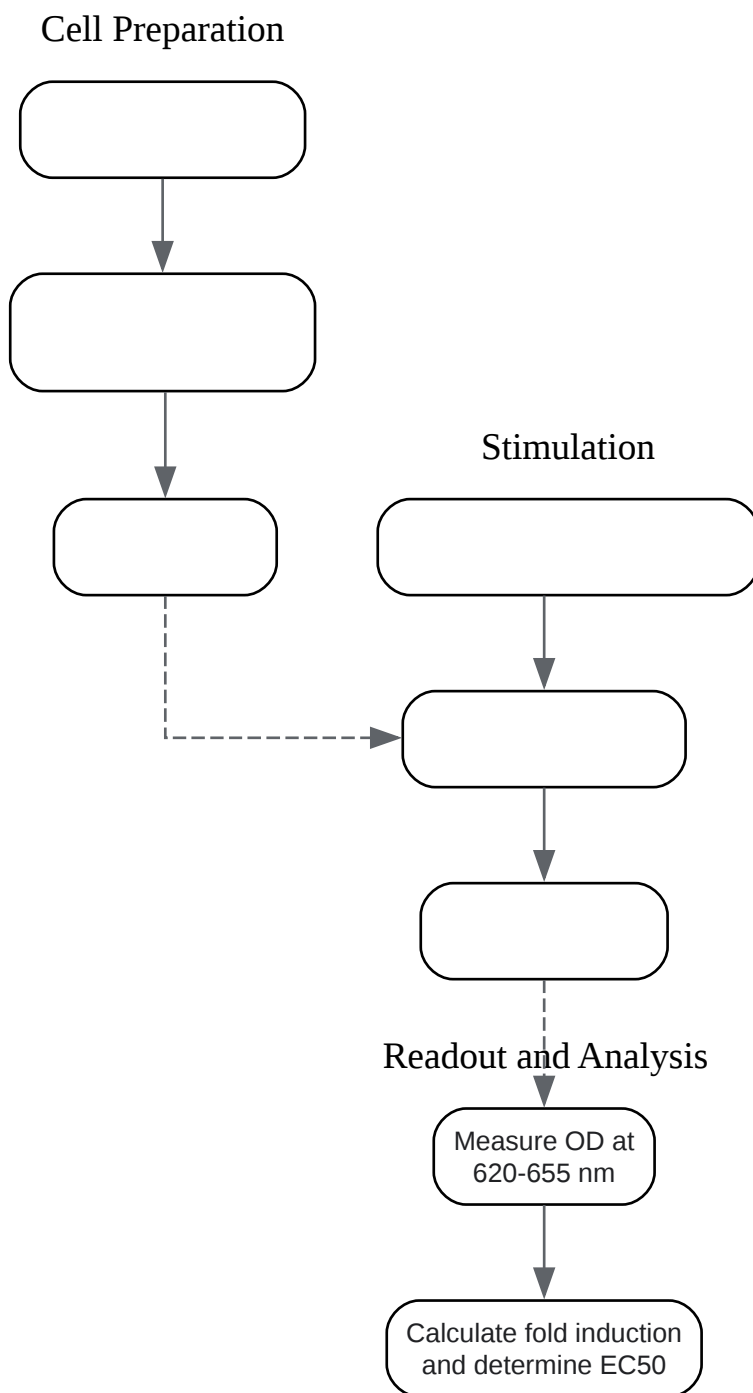 Cell Preparation
Stimulation
Readout and Analysis
Measure OD at
620-655 nm
Calculate fold induction
and determine EC50